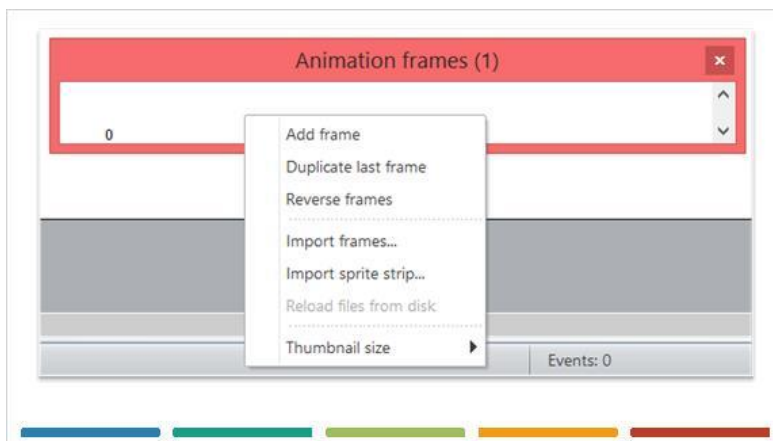 Animation frames (1)
0
Add frame
Duplicate last frame
Reverse frames
Import frames...
Import sprite strip...
Reload files from disk
Thumbnail size
Events: 0